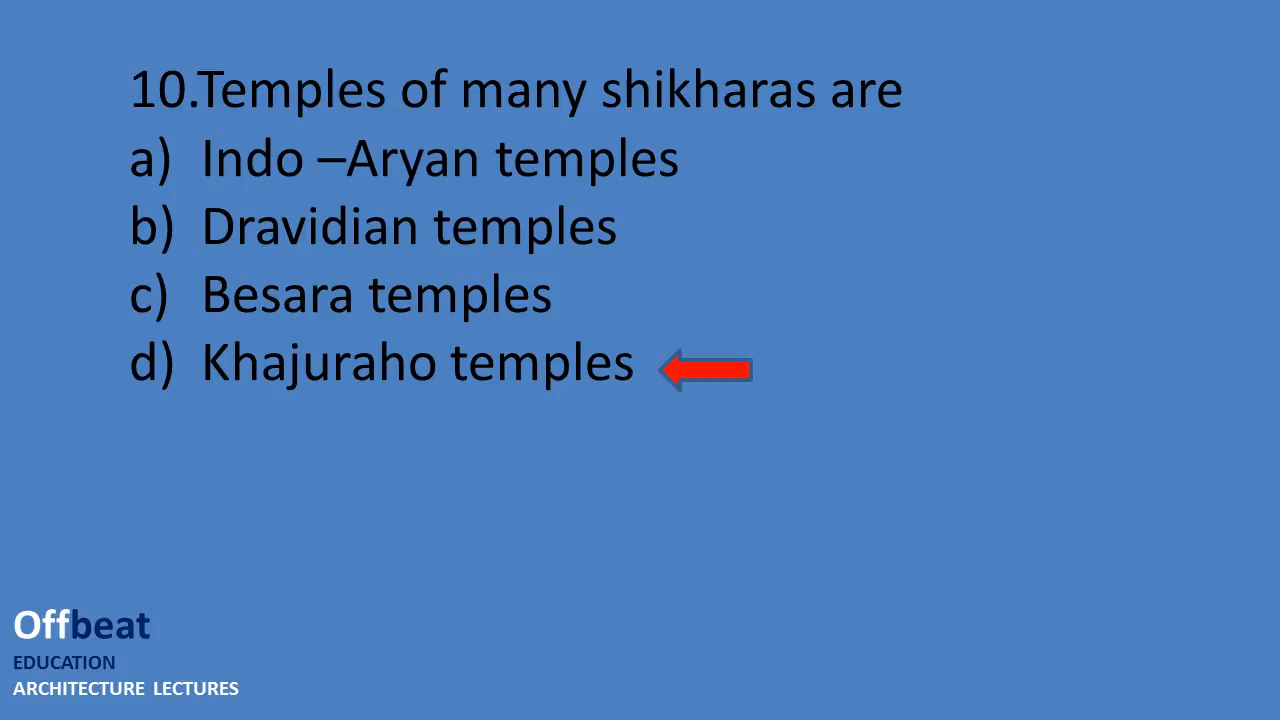 10.Temples of many shikharas are
a) Indo –Aryan temples
b) Dravidian temples
c) Besara temples
d) Khajuraho temples
Offbeat
EDUCATION
ARCHITECTURE LECTURES